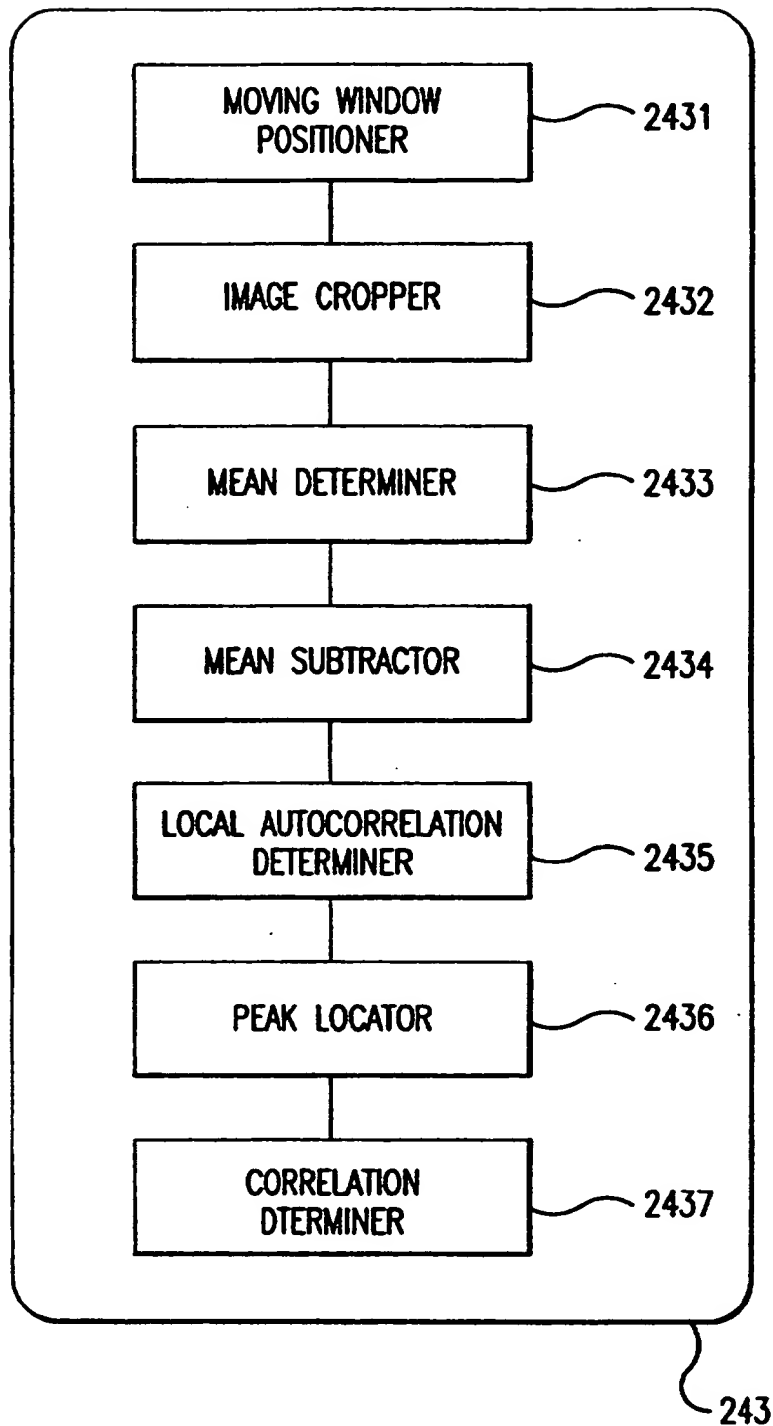 MOVING WINDOW
POSITIONER
2431
IMAGE CROPPER
2432
MEAN DETERMINER
2433
MEAN SUBTRACTOR
2434
LOCAL AUTOCORRELATION
DETERMINER
2435
PEAK LOCATOR
2436
CORRELATION
DTERMINER
2437
243